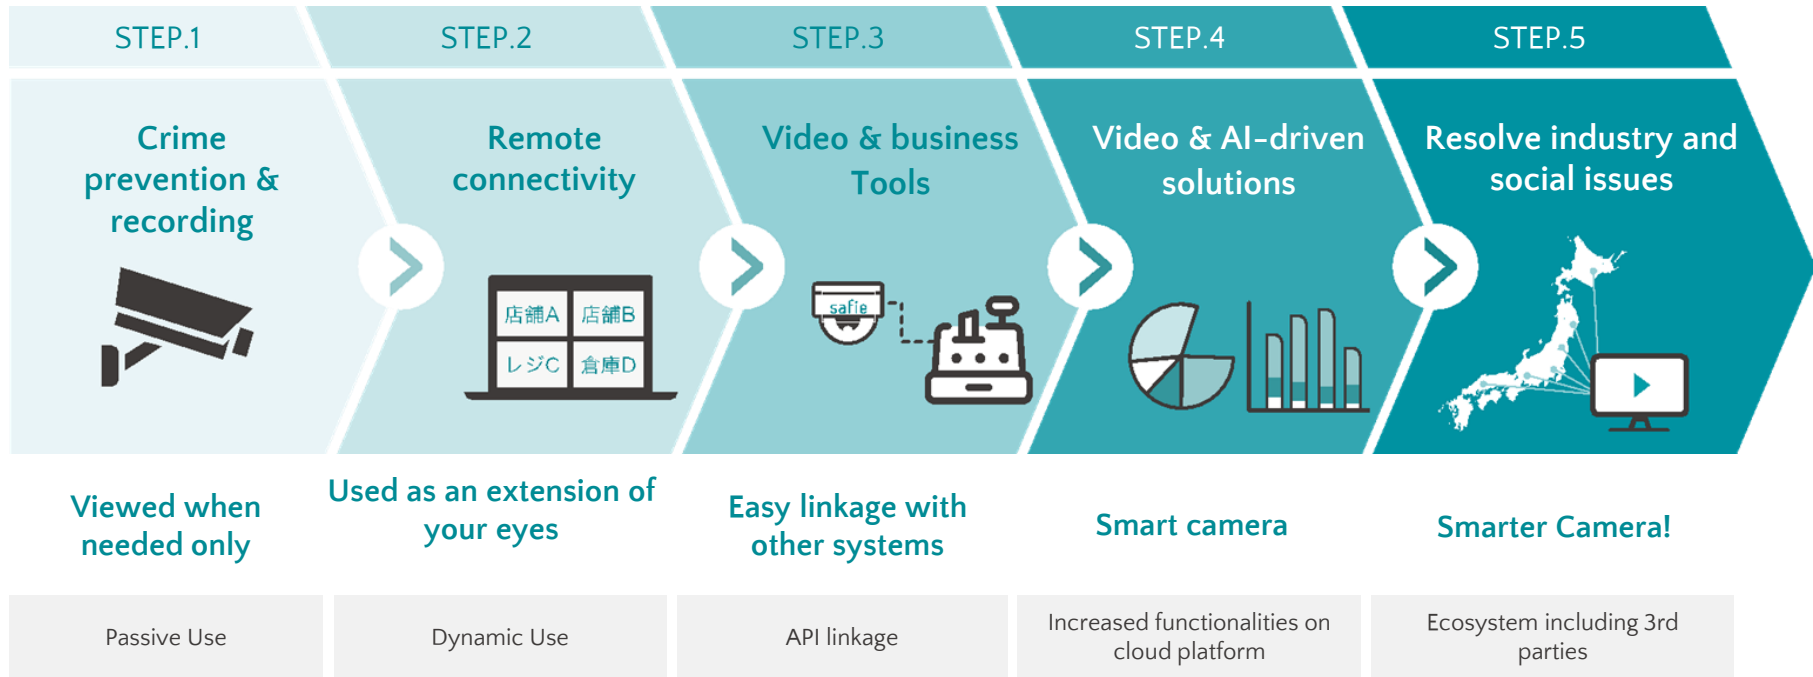 STEP.1
STEP.2
STEP.3
STEP.4
STEP.5
Crime
prevention &
recording
Remote
connectivity
Video & business
Tools
Video & AI-driven
solutions
Resolve industry and
social issues
店舗A
店舗B
レジC
倉庫D
safie
Viewed when
needed only
Used as an extension of
your eyes
Easy linkage with
other systems
Smart camera
Smarter Camera!
Passive Use
Dynamic Use
API linkage
Increased functionalities on
cloud platform
Ecosystem including 3rd
parties